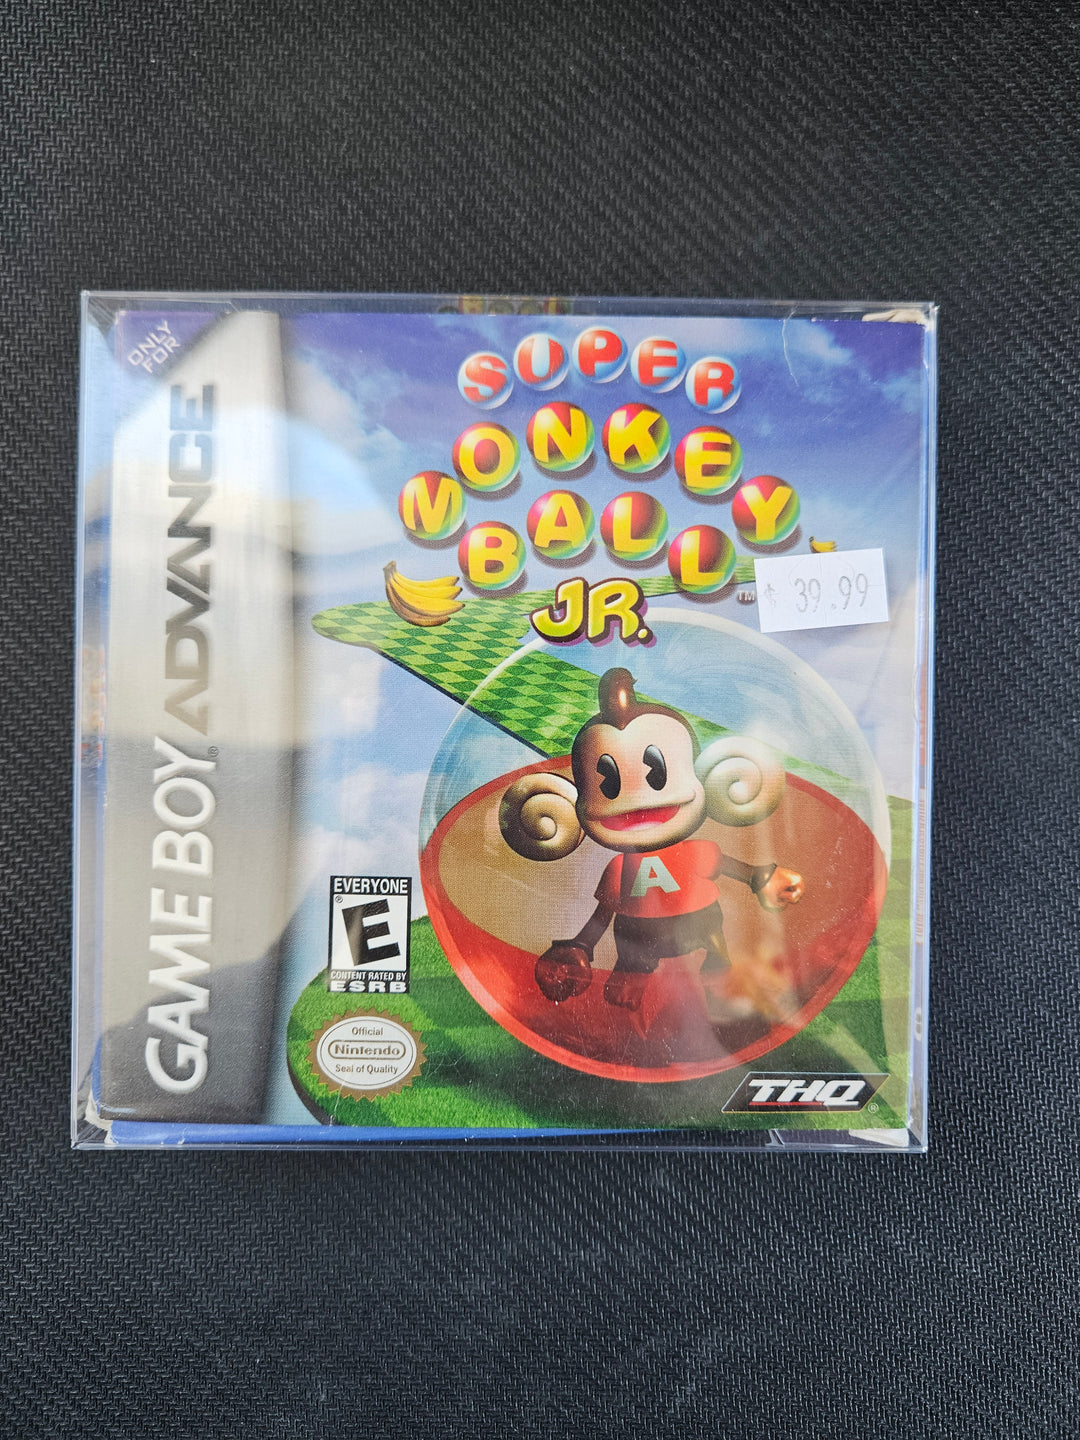 ONLY
FOR
GAME BOY ADVANCE
®
SUPER
MONKEY
BALL
™
JR.
$ 39.99
A
EVERYONE
®
E
CONTENT RATED BY
ESRB
Official
Nintendo
Seal of Quality
THQ
®